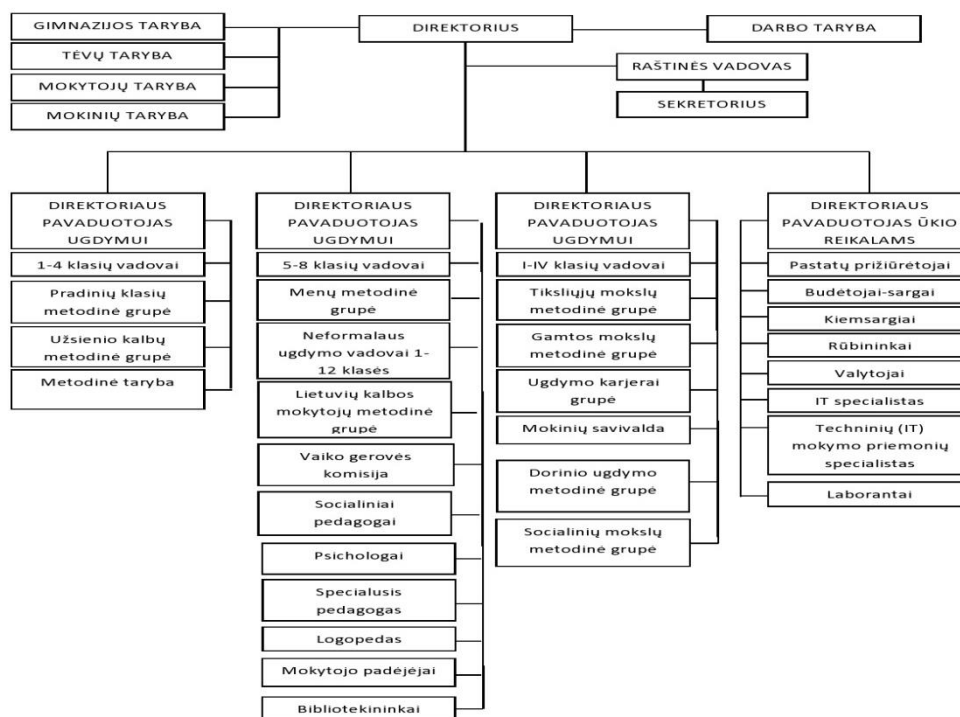 GIMNAZIJOS TARYBA
TĖVŲ TARYBA
MOKYTOJŲ TARYBA
MOKINIŲ TARYBA
DIREKTORIUS
DARBO TARYBA
RAŠTINĖS VADOVAS
SEKRETORIUS
DIREKTORIAUS
PAVADUOTOJAS
UGDYMUI
1-4 klasių vadovai
Pradinių klasių
metodinė grupė
Užsienio kalbų
metodinė grupė
Metodinė taryba
DIREKTORIAUS
PAVADUOTOJAS
UGDYMUI
5-8 klasių vadovai
Menų metodinė
grupė
Neformalaus
ugdymo vadovai 1-
12 klasės
Lietuvių kalbos
mokytojų metodinė
grupė
Vaiko gerovės
komisija
Socialiniai
pedagogai
Psichologai
Specialusis
pedagogas
Logopedas
Mokytojo padėjėjai
Bibliotekininkai
DIREKTORIAUS
PAVADUOTOJAS
UGDYMUI
I-IV klasių vadovai
Tiksliųjų mokslų
metodinė grupė
Gamtos mokslų
metodinė grupė
Ugdymo karjerai
grupė
Mokinių savivalda
Dorinio ugdymo
metodinė grupė
Socialinių mokslų
metodinė grupė
DIREKTORIAUS
PAVADUOTOJAS ŪKIO
REIKALAMS
Pastatų prižiūrėtojai
Budėtojai-sargai
Kiemsargiai
Rūbininkai
Valytojai
IT specialistas
Techninių (IT)
mokymo priemonių
specialistas
Laborantai